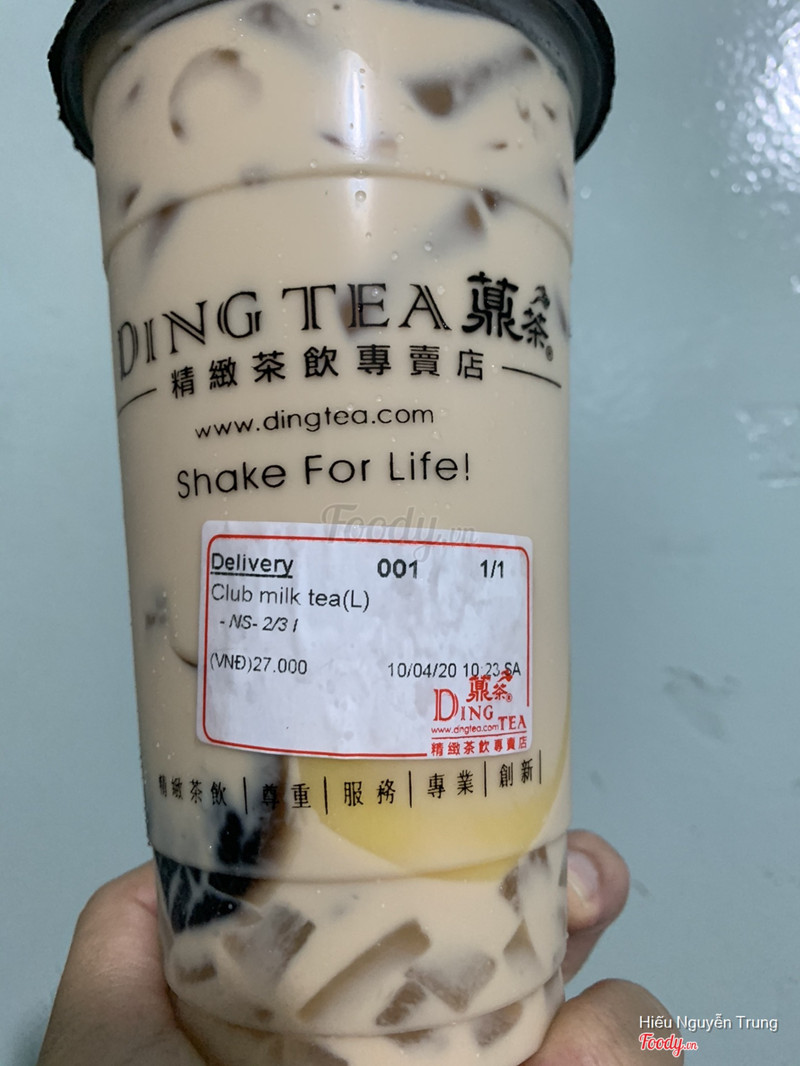 DING TEA 薡茶®
精緻茶飲專賣店
www.dingtea.com
Shake For Life!
Foody.vn
Delivery 001 1/1
Club milk tea(L)
- NS- 2/3 I
(VNĐ)27.000 10/04/20 10:23 SA
薡茶®
DING TEA
www.dingtea.com
精緻茶飲專賣店
精緻茶飲|尊重|服務|專業|創新|
Hiếu Nguyễn Trung
Foody.vn